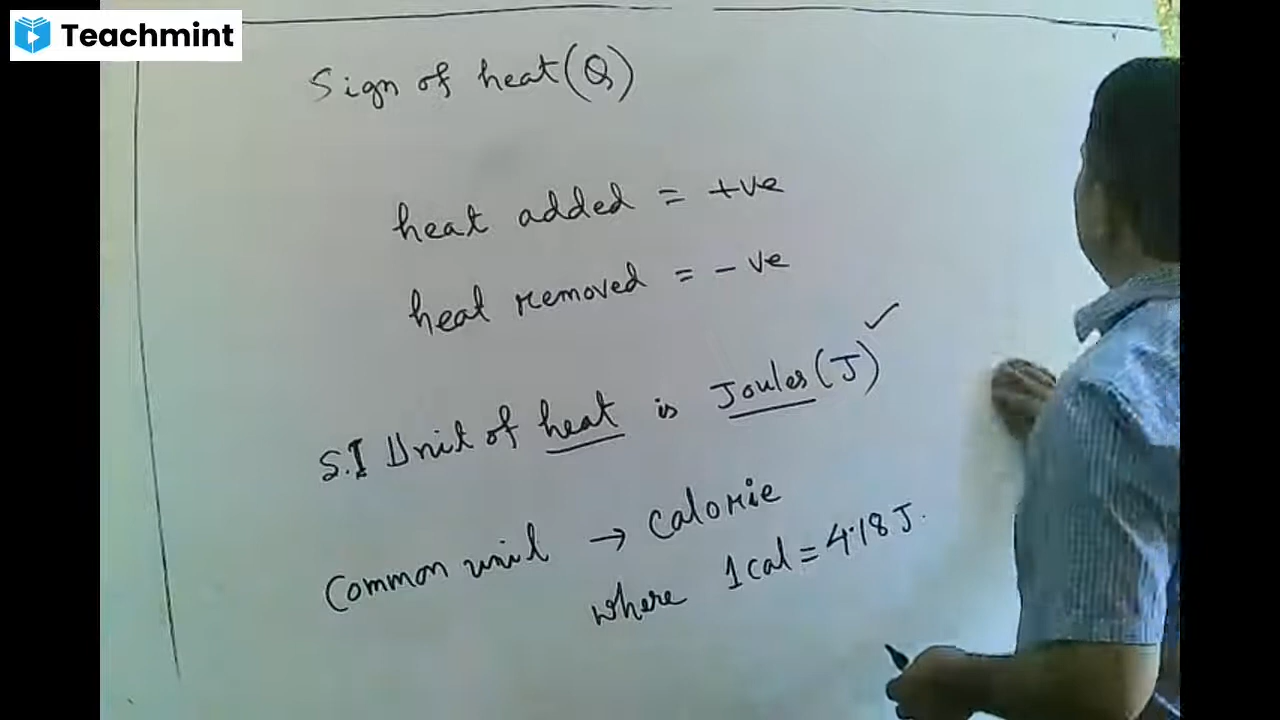 Teachmint
Sign of heat (Q)
heat added = +ve
heat removed = -ve
S.I Unit of heat is Joules (J) ✓
Common unit → Calorie
where 1 cal = 4.18 J.